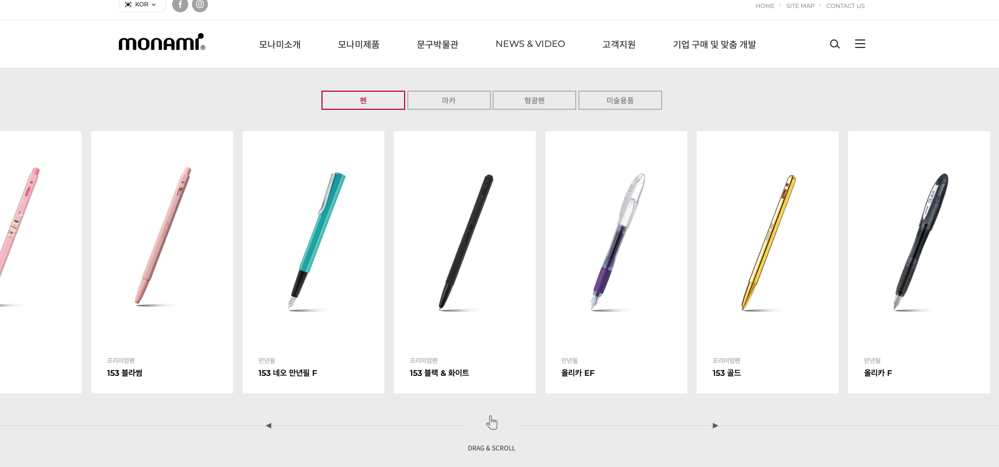 KOR
HOME
SITE MAP
CONTACT US
monami®
모나미소개
모나미제품
문구박물관
NEWS & VIDEO
고객지원
기업 구매 및 맞춤 개발
펜
마카
형광펜
미술용품
OLIKA
프리미엄펜
153 블라썸
만년필
153 네오 만년필 F
프리미엄펜
153 블랙 & 화이트
만년필
올리카 EF
프리미엄펜
153 골드
만년필
올리카 F
DRAG & SCROLL